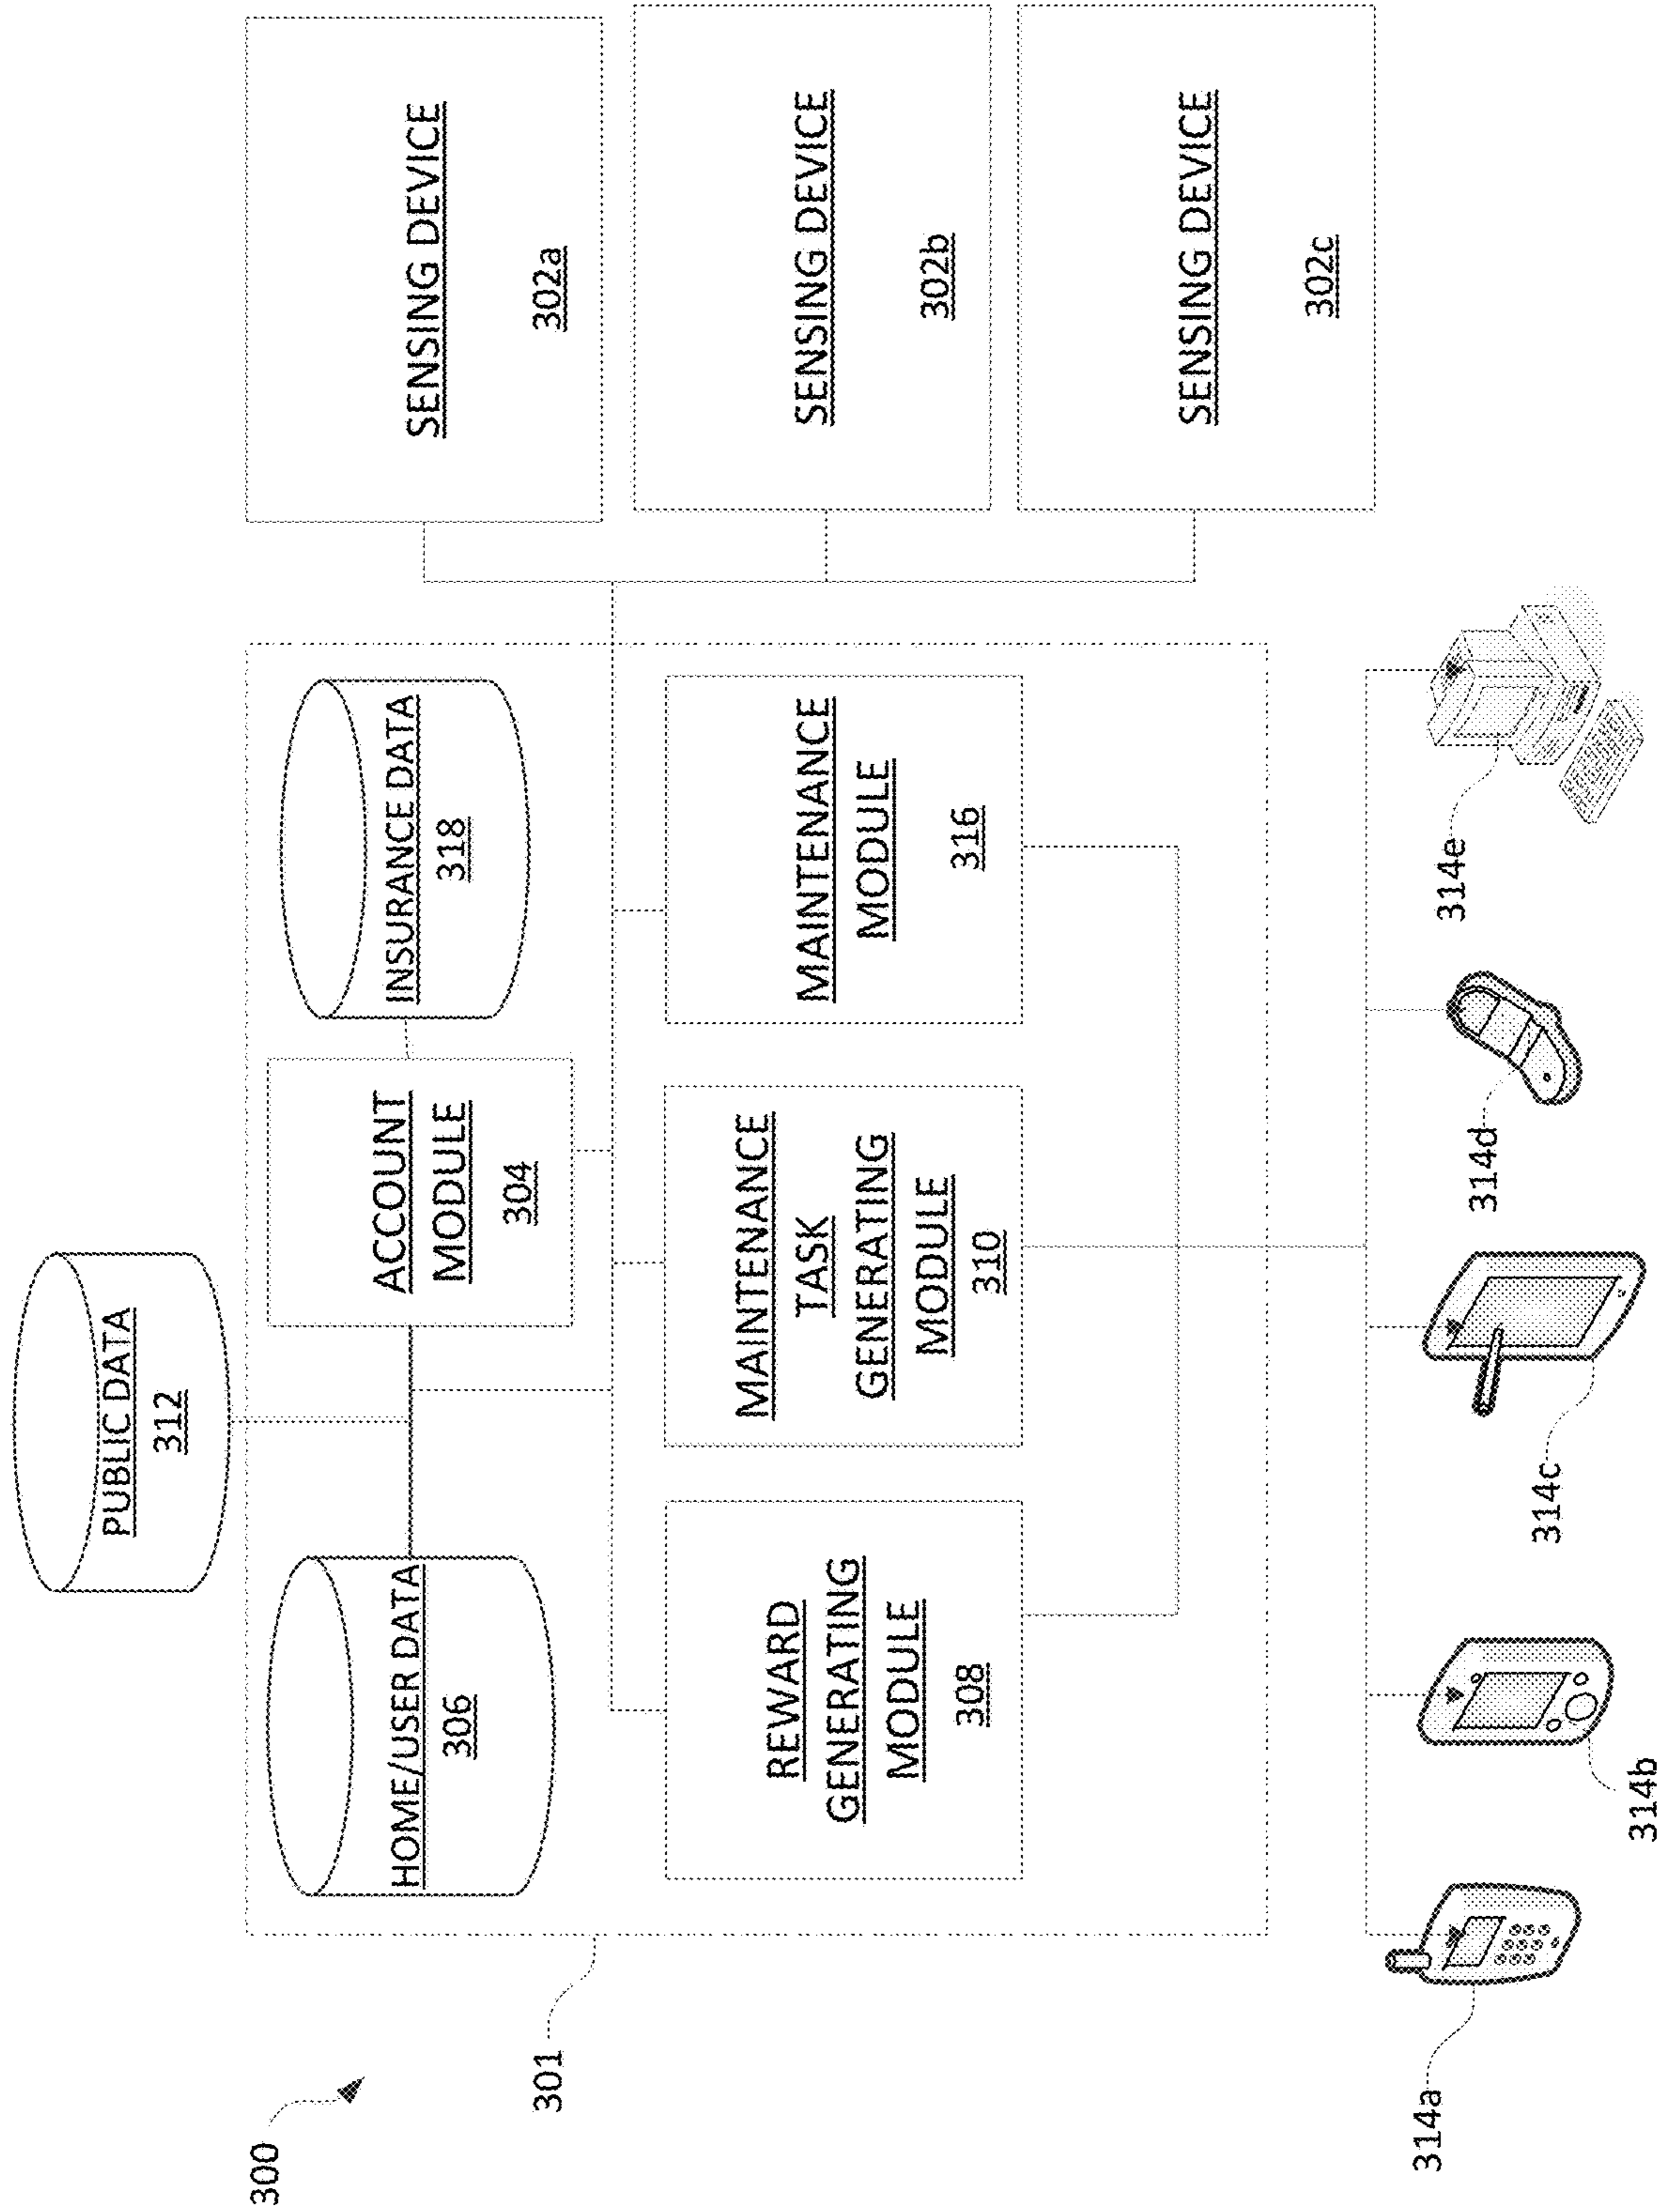 300
301
PUBLIC DATA
312
HOME/USER DATA
306
ACCOUNT
MODULE
304
INSURANCE DATA
318
REWARD
GENERATING
MODULE
308
MAINTENANCE
TASK
GENERATING
MODULE
310
MAINTENANCE
MODULE
316
SENSING DEVICE
302a
SENSING DEVICE
302b
SENSING DEVICE
302c
314a
314b
314c
314d
314e